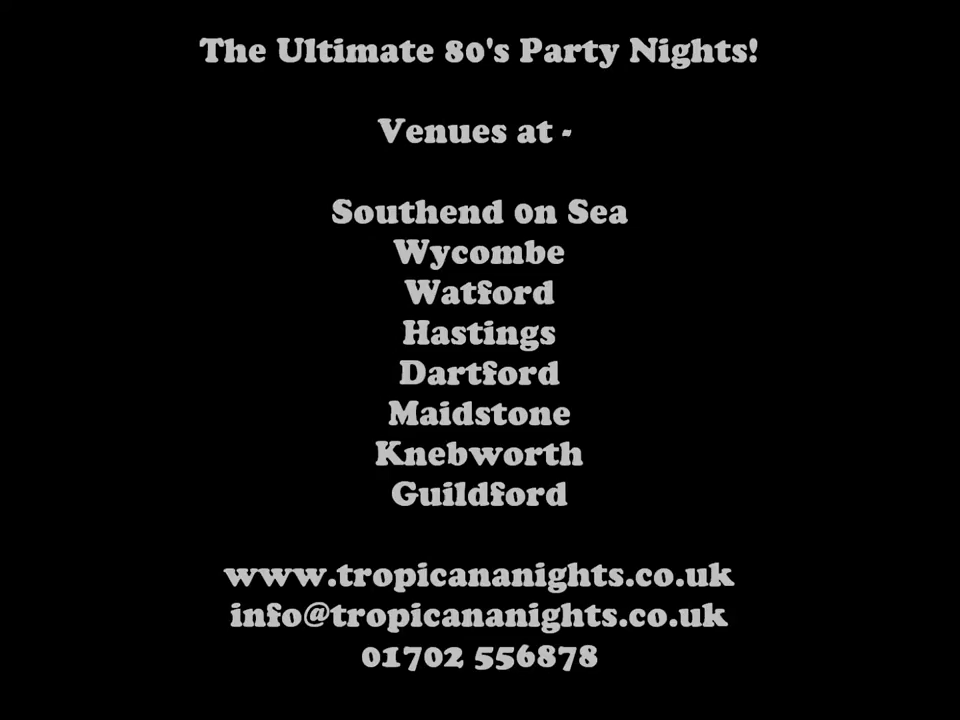 The Ultimate 80's Party Nights!
Venues at -
Southend 0n Sea
Wycombe
Watford
Hastings
Dartford
Maidstone
Knebworth
Guildford
www.tropicananights.co.uk
info@tropicananights.co.uk
01702 556878